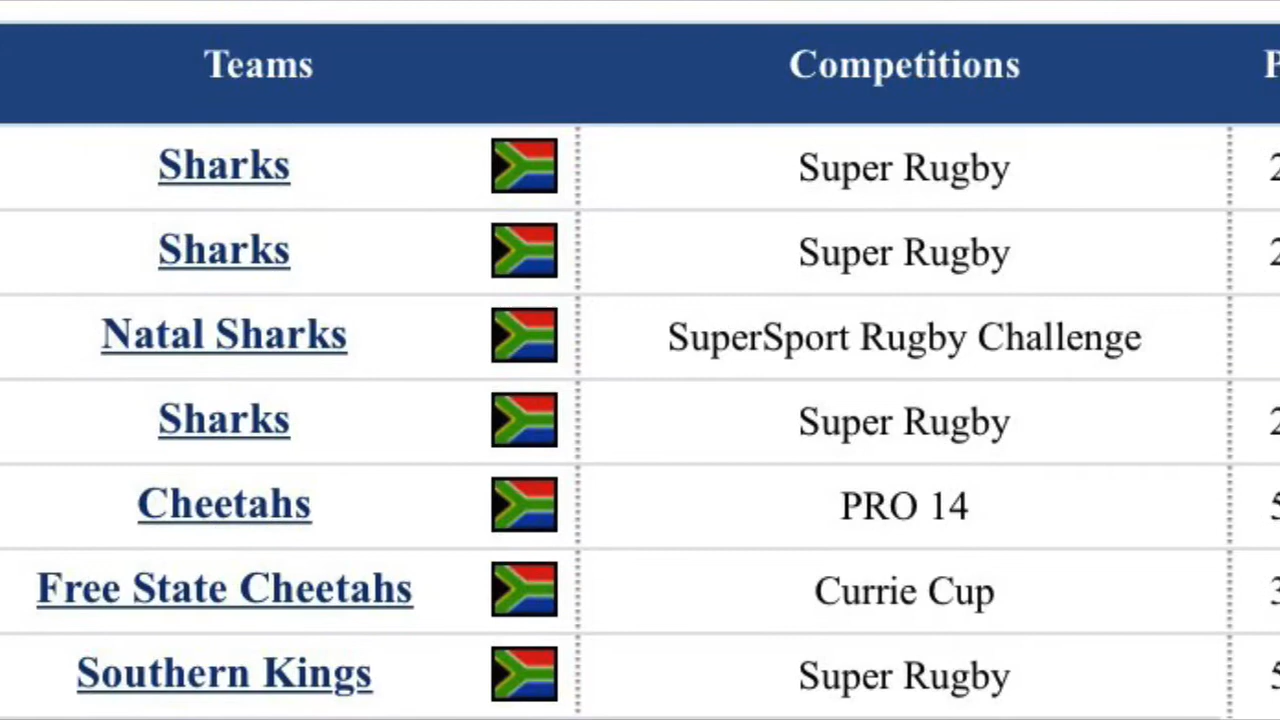 Teams Competitions
Sharks Super Rugby
Sharks Super Rugby
Natal Sharks SuperSport Rugby Challenge
Sharks Super Rugby
Cheetahs PRO 14
Free State Cheetahs Currie Cup
Southern Kings Super Rugby